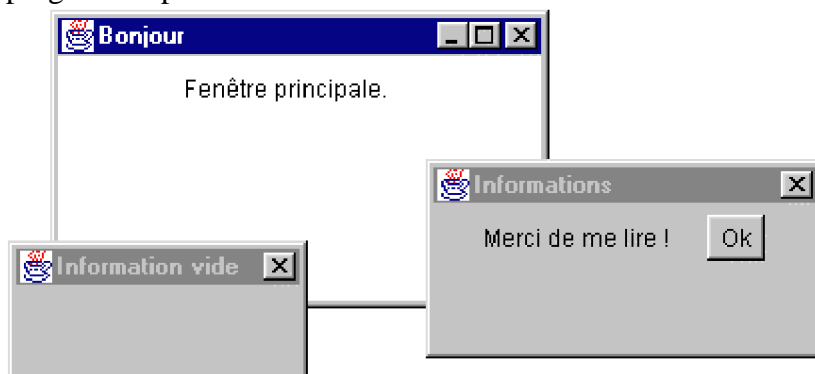 Bonjour
Fenêtre principale.
Informations
Merci de me lire ! Ok
Information vide